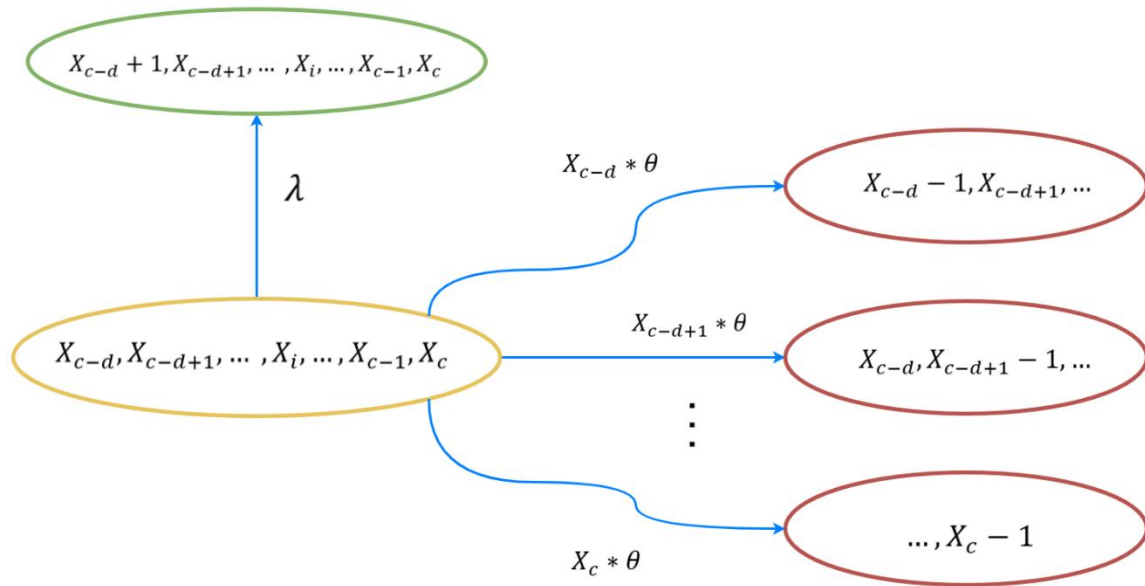 X_{c−d} + 1, X_{c−d+1}, … , X_i, …, X_{c−1}, X_c
λ
X_{c−d} ∗ θ
X_{c−d} − 1, X_{c−d+1}, …
X_{c−d}, X_{c−d+1}, … , X_i, …, X_{c−1}, X_c
X_{c−d+1} ∗ θ
X_{c−d}, X_{c−d+1} − 1, …
⋮
X_c ∗ θ
…, X_c − 1